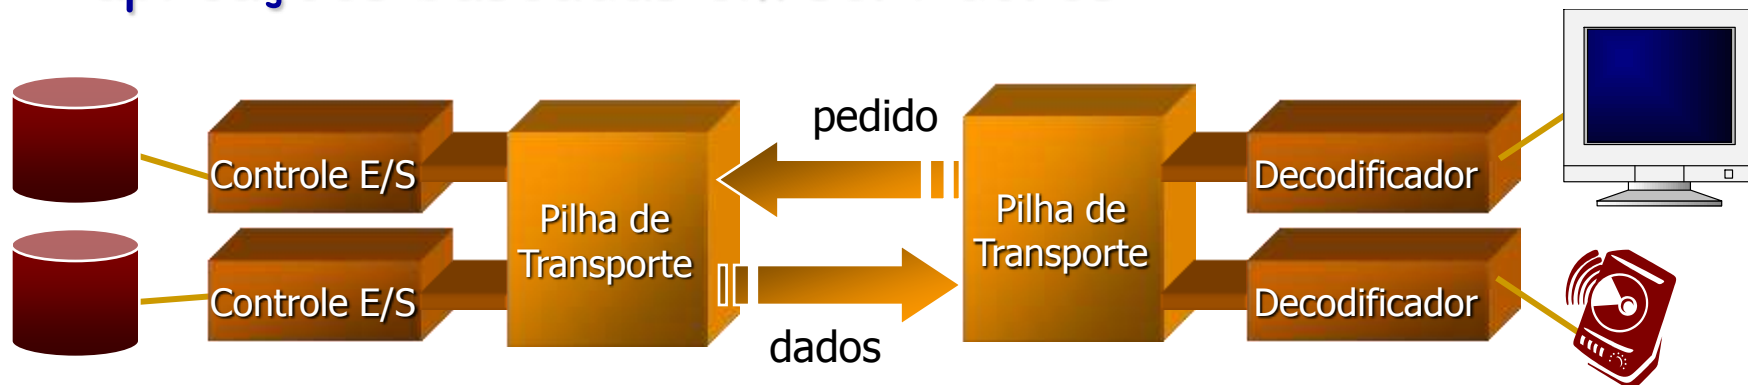 pedido
Controle E/S
Pilha de
Transporte
Controle E/S
dados
Pilha de
Transporte
Decodificador
Decodificador